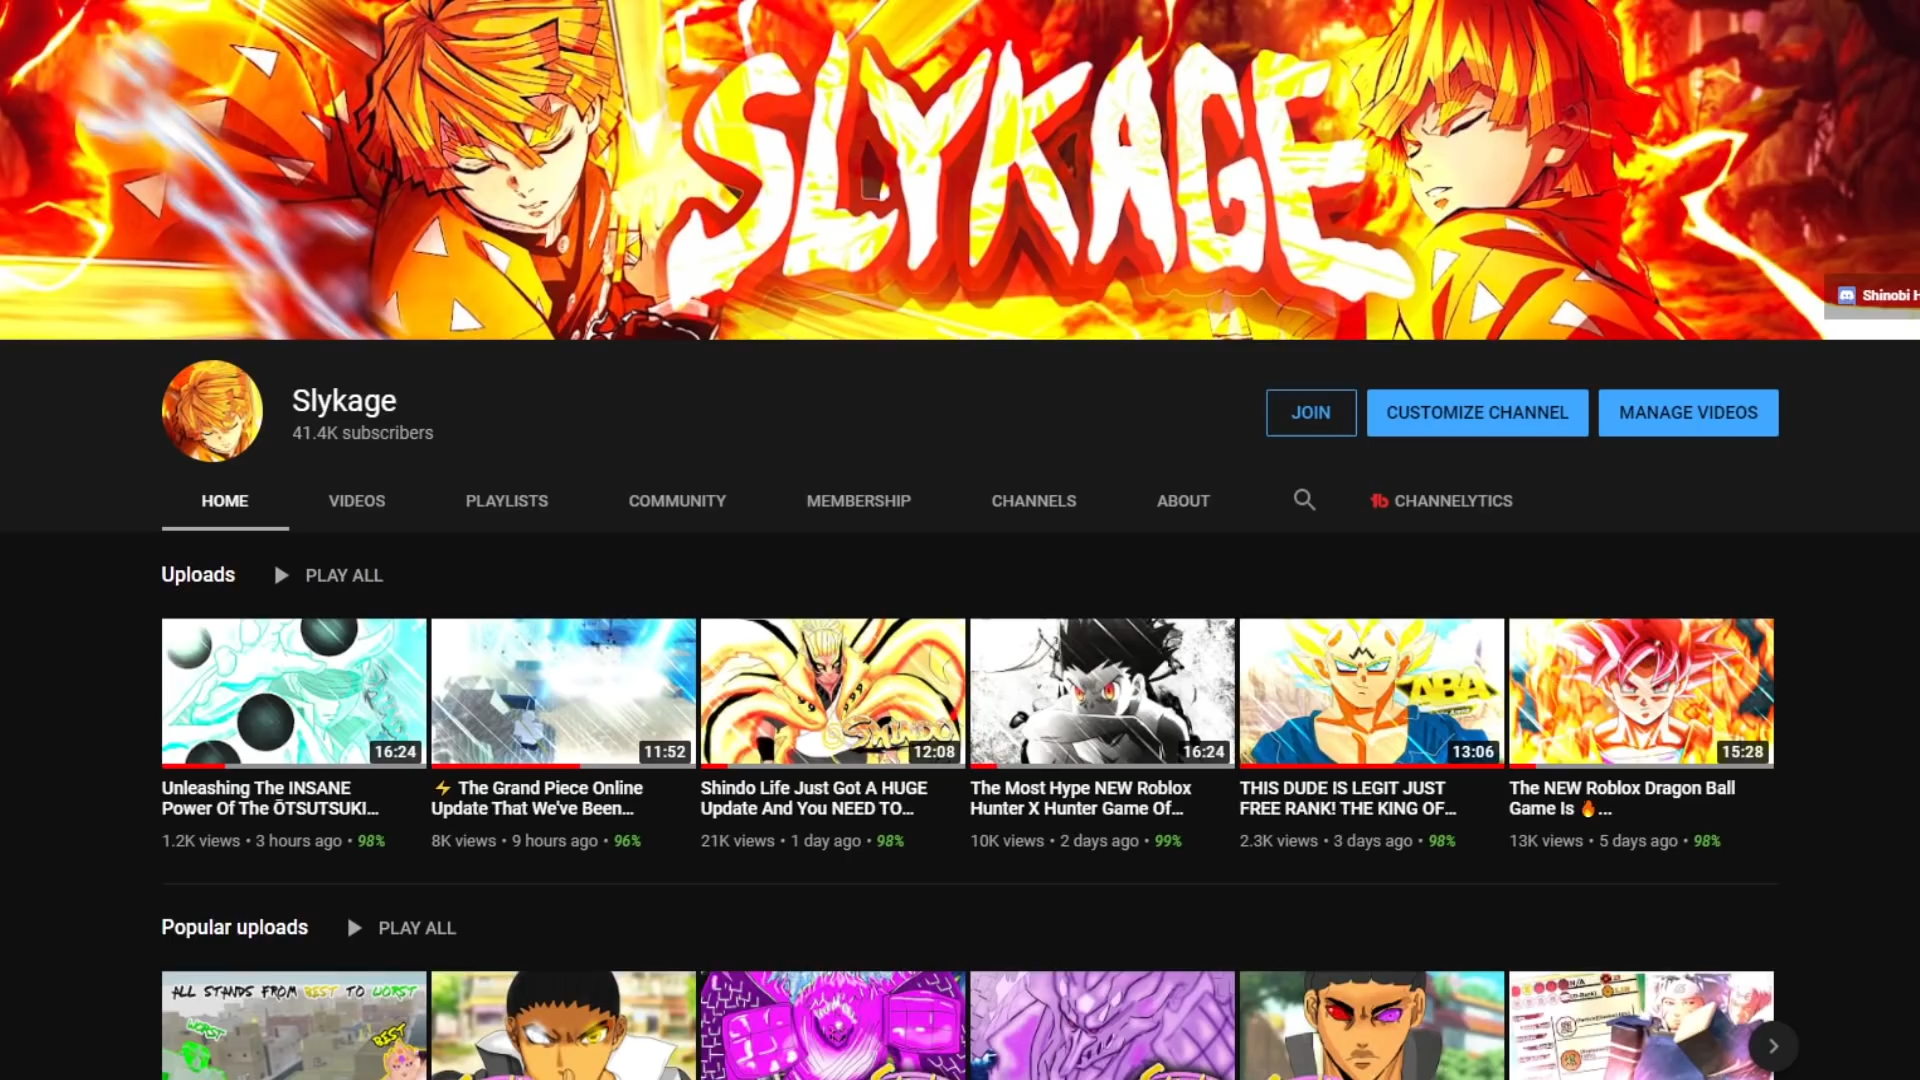 SLYKAGE
Shinobi H
Slykage
41.4K subscribers
JOIN
CUSTOMIZE CHANNEL
MANAGE VIDEOS
HOME
VIDEOS
PLAYLISTS
COMMUNITY
MEMBERSHIP
CHANNELS
ABOUT
CHANNELYTICS
Uploads
PLAY ALL
16:24
11:52
SHINDO
12:08
16:24
ABA
13:06
15:28
Unleashing The INSANE
Power Of The ŌTSUTSUKI...
1.2K views • 3 hours ago • 98%
⚡ The Grand Piece Online
Update That We've Been...
8K views • 9 hours ago • 96%
Shindo Life Just Got A HUGE
Update And You NEED TO...
21K views • 1 day ago • 98%
The Most Hype NEW Roblox
Hunter X Hunter Game Of...
10K views • 2 days ago • 99%
THIS DUDE IS LEGIT JUST
FREE RANK! THE KING OF...
2.3K views • 3 days ago • 98%
The NEW Roblox Dragon Ball
Game Is 🔥...
13K views • 5 days ago • 98%
Popular uploads
PLAY ALL
ALL STANDS FROM BEST TO WORST
WORST
BEST